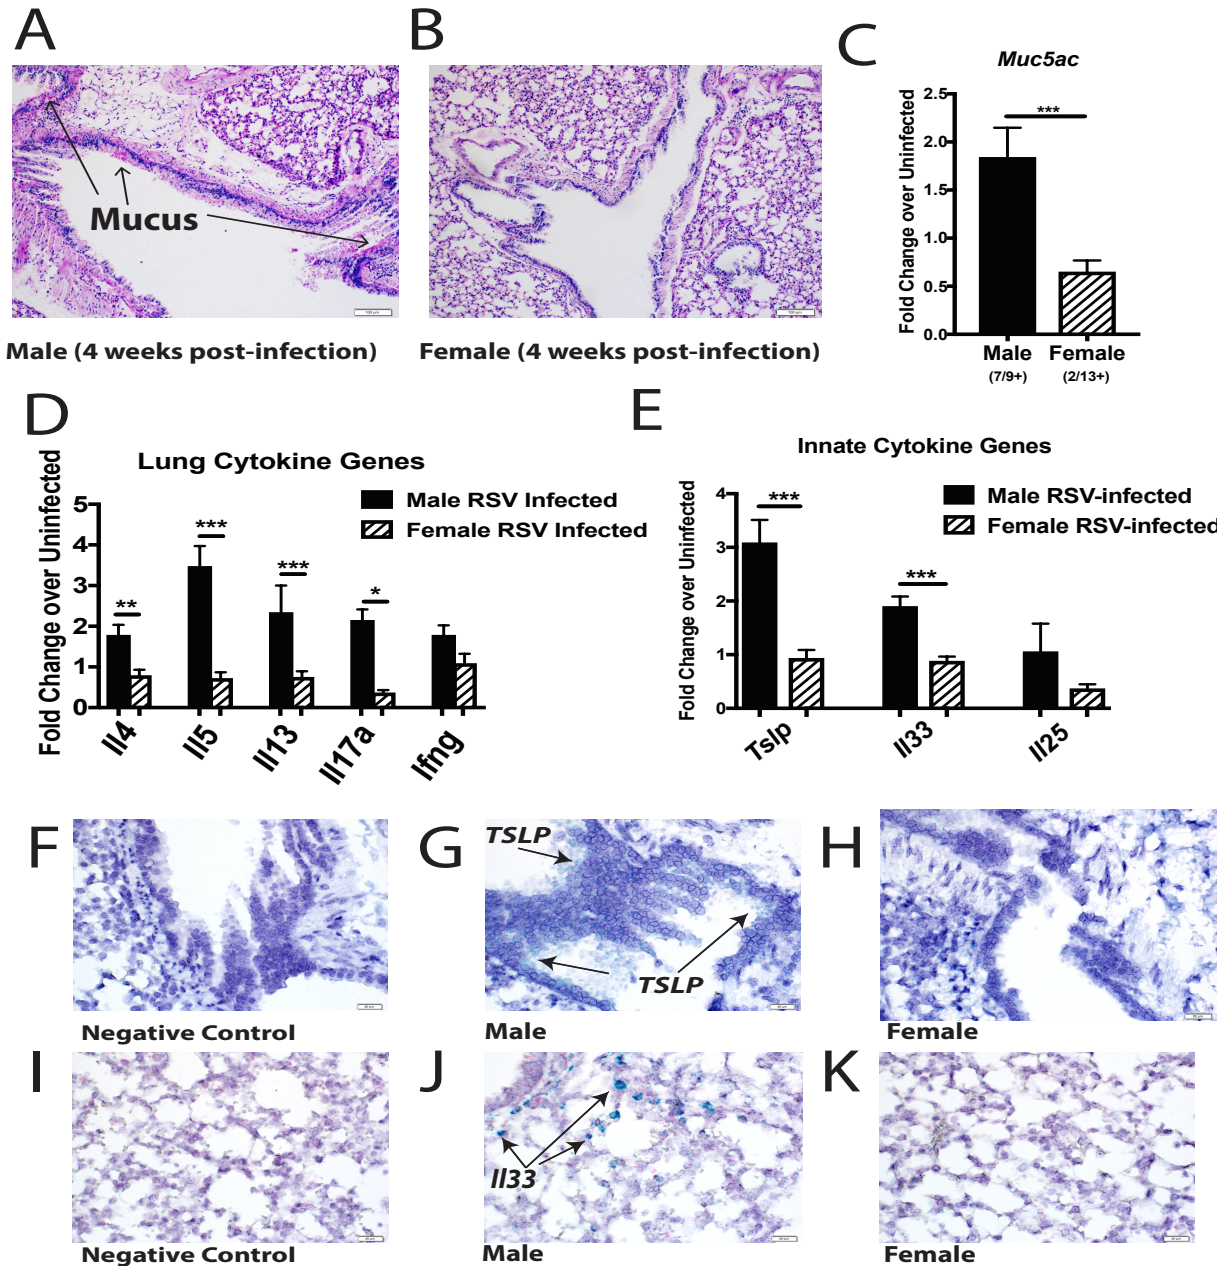 A
B
C
Muc5ac
Mucus
100 µm
100 µm
Male (4 weeks post-infection)
Female (4 weeks post-infection)
Fold Change over Uninfected
2.5
2.0
1.5
1.0
0.5
0.0
***
Male
Female
(7/9+)
(2/13+)
D
Lung Cytokine Genes
Fold Change over Uninfected
5
4
3
2
1
0
Male RSV Infected
Female RSV Infected
**
***
***
*
Il4
Il5
Il13
Il17a
Ifng
E
Innate Cytokine Genes
Fold Change over Uninfected
4
3
2
1
0
Male RSV-infected
Female RSV-infected
***
***
Tslp
Il33
Il25
F
Negative Control
G
TSLP
TSLP
Male
H
Female
I
Negative Control
J
Il33
Male
K
Female